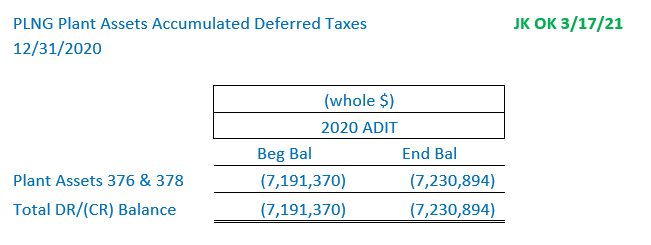 PLNG Plant Assets Accumulated Deferred Taxes JK OK 3/17/21
12/31/2020
(whole $)
2020 ADIT
Beg Bal End Bal
Plant Assets 376 & 378 (7,191,370) (7,230,894)
Total DR/(CR) Balance (7,191,370) (7,230,894)